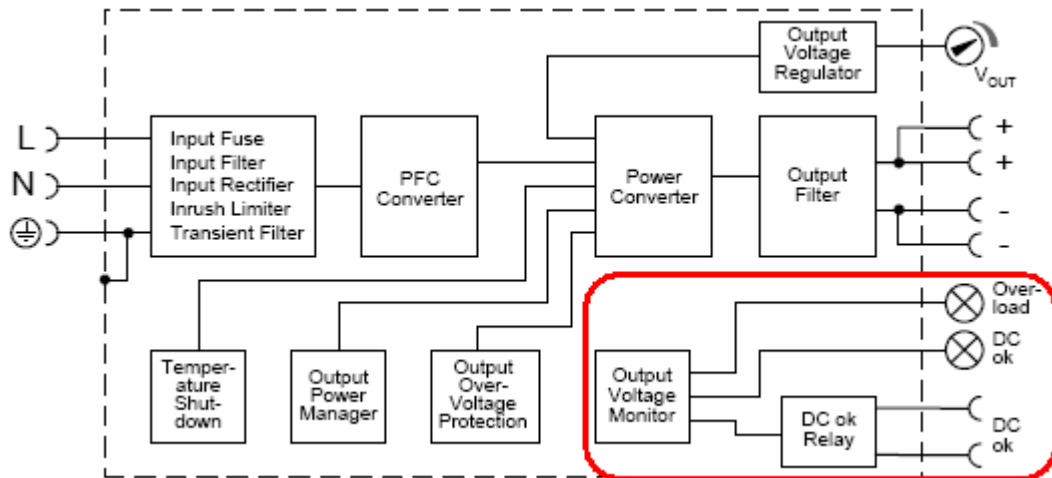 Output
Voltage
Regulator
VOUT
L
N
Input Fuse
Input Filter
Input Rectifier
Inrush Limiter
Transient Filter
PFC
Converter
Power
Converter
Output
Filter
+
+
-
-
Temper-
ature
Shut-
down
Output
Power
Manager
Output
Over-
Voltage
Protection
Output
Voltage
Monitor
DC ok
Relay
Over-
load
DC
ok
DC
ok